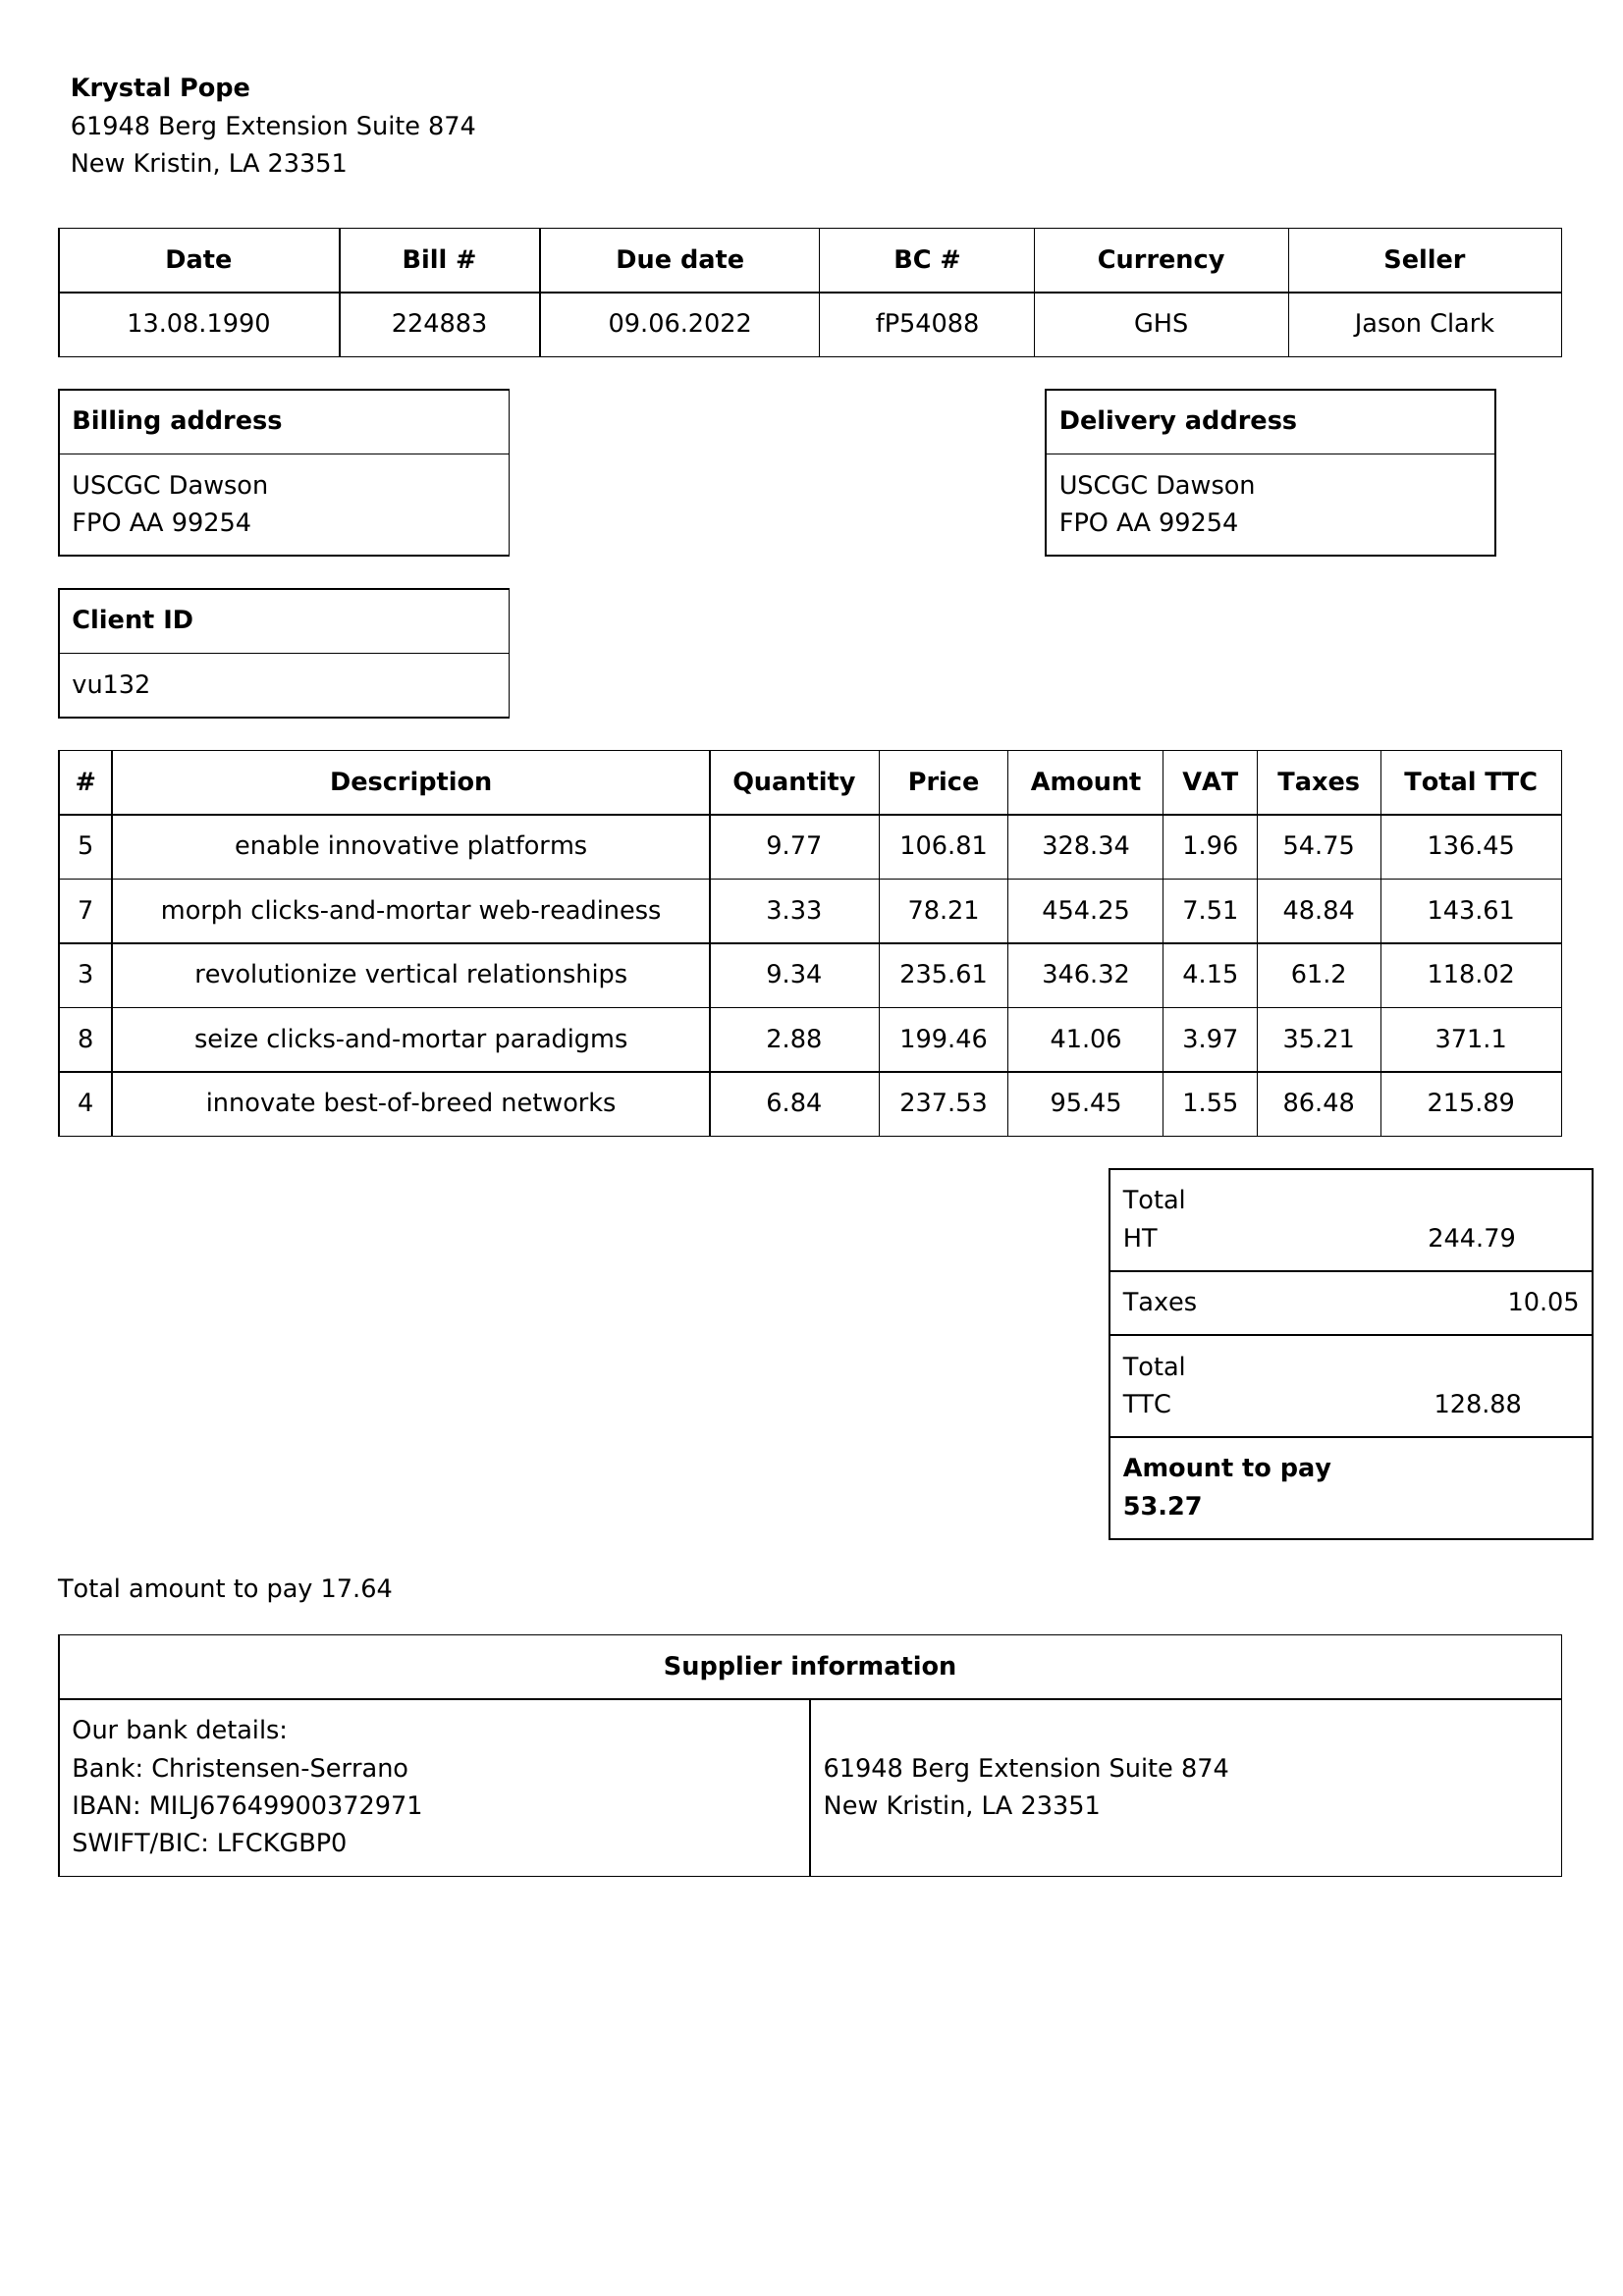 Krystal Pope
61948 Berg Extension Suite 874
New Kristin, LA 23351
Date Bill # Due date BC # Currency Seller
13.08.1990 224883 09.06.2022 fP54088 GHS Jason Clark
Billing address Delivery address
USCGC Dawson USCGC Dawson
FPO AA 99254 FPO AA 99254
Client ID
vu132
# Description Quantity Price Amount VAT Taxes Total TTC
5 enable innovative platforms 9.77 106.81 328.34 1.96 54.75 136.45
7 morph clicks-and-mortar web-readiness 3.33 78.21 454.25 7.51 48.84 143.61
3 revolutionize vertical relationships 9.34 235.61 346.32 4.15 61.2 118.02
8 seize clicks-and-mortar paradigms 2.88 199.46 41.06 3.97 35.21 371.1
4 innovate best-of-breed networks 6.84 237.53 95.45 1.55 86.48 215.89
Total
HT 244.79
Taxes 10.05
Total
TTC 128.88
Amount to pay
53.27
Total amount to pay 17.64
Supplier information
Our bank details:
Bank: Christensen-Serrano 61948 Berg Extension Suite 874
IBAN: MILJ67649900372971 New Kristin, LA 23351
SWIFT/BIC: LFCKGBP0